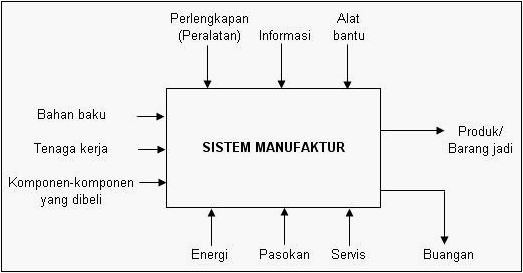 Perlengkapan
(Peralatan)
Informasi
Alat
bantu
Bahan baku
Tenaga kerja
Komponen-komponen
yang dibeli
SISTEM MANUFAKTUR
Produk/
Barang jadi
Energi
Pasokan
Servis
Buangan